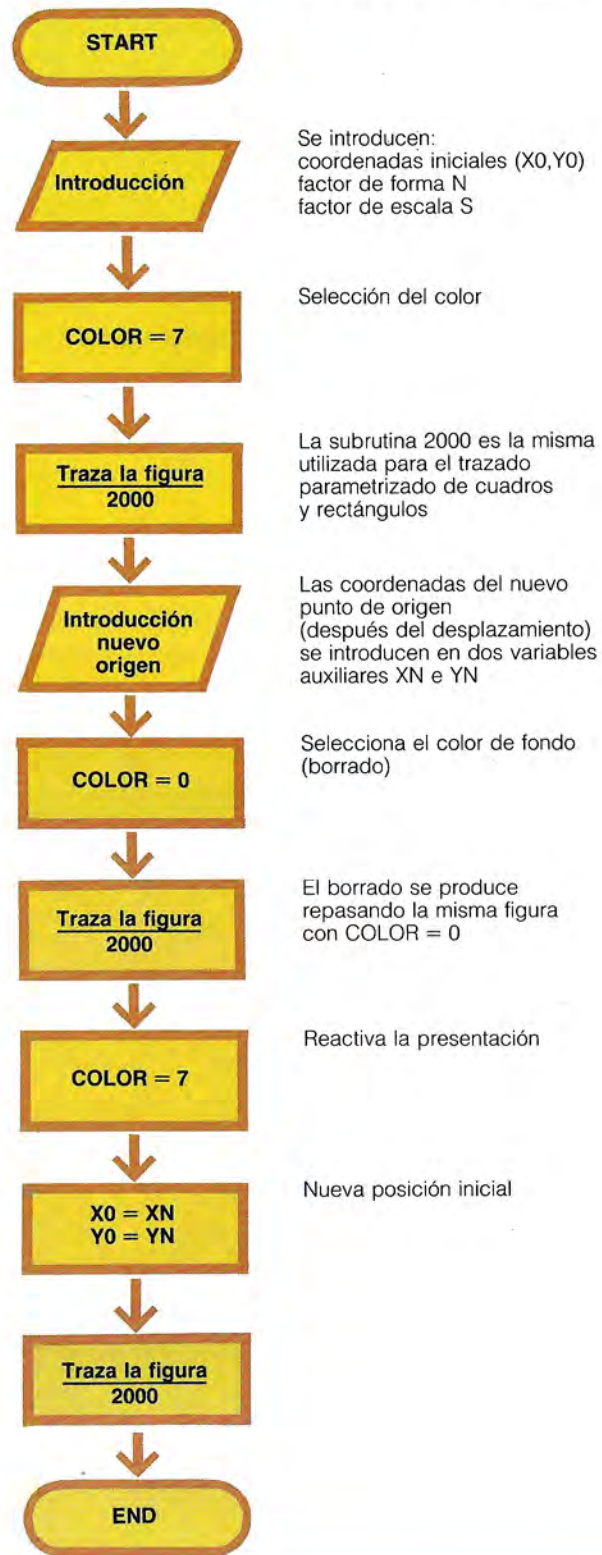 START
Introducción
Se introducen:
coordenadas iniciales (X0,Y0)
factor de forma N
factor de escala S
COLOR = 7
Selección del color
Traza la figura
2000
La subrutina 2000 es la misma
utilizada para el trazado
parametrizado de cuadros
y rectángulos
Introducción
nuevo
origen
Las coordenadas del nuevo
punto de origen
(después del desplazamiento)
se introducen en dos variables
auxiliares XN e YN
COLOR = 0
Selecciona el color de fondo
(borrado)
Traza la figura
2000
El borrado se produce
repasando la misma figura
con COLOR = 0
COLOR = 7
Reactiva la presentación
X0 = XN
Y0 = YN
Nueva posición inicial
Traza la figura
2000
END